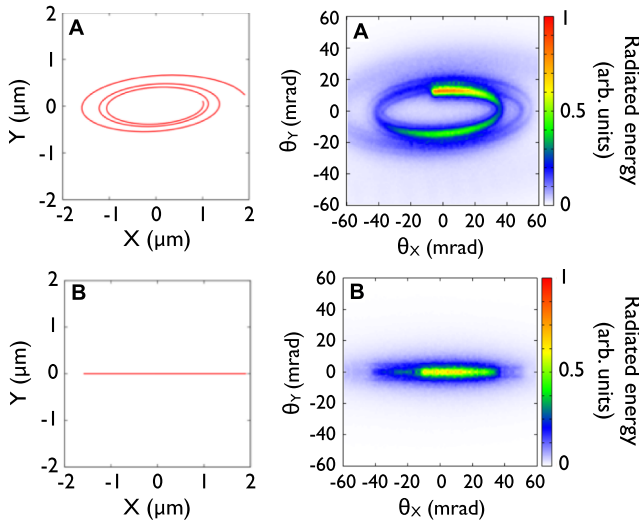 A
2
1
0
-1
-2
Y (μm)
-2 -1 0 1 2
X (μm)
A
60
40
20
0
-20
-40
-60
θY (mrad)
-60 -40 -20 0 20 40 60
θX (mrad)
1
0.5
0
Radiated energy
(arb. units)
B
2
1
0
-1
-2
Y (μm)
-2 -1 0 1 2
X (μm)
B
60
40
20
0
-20
-40
-60
θY (mrad)
-60 -40 -20 0 20 40 60
θX (mrad)
1
0.5
0
Radiated energy
(arb. units)